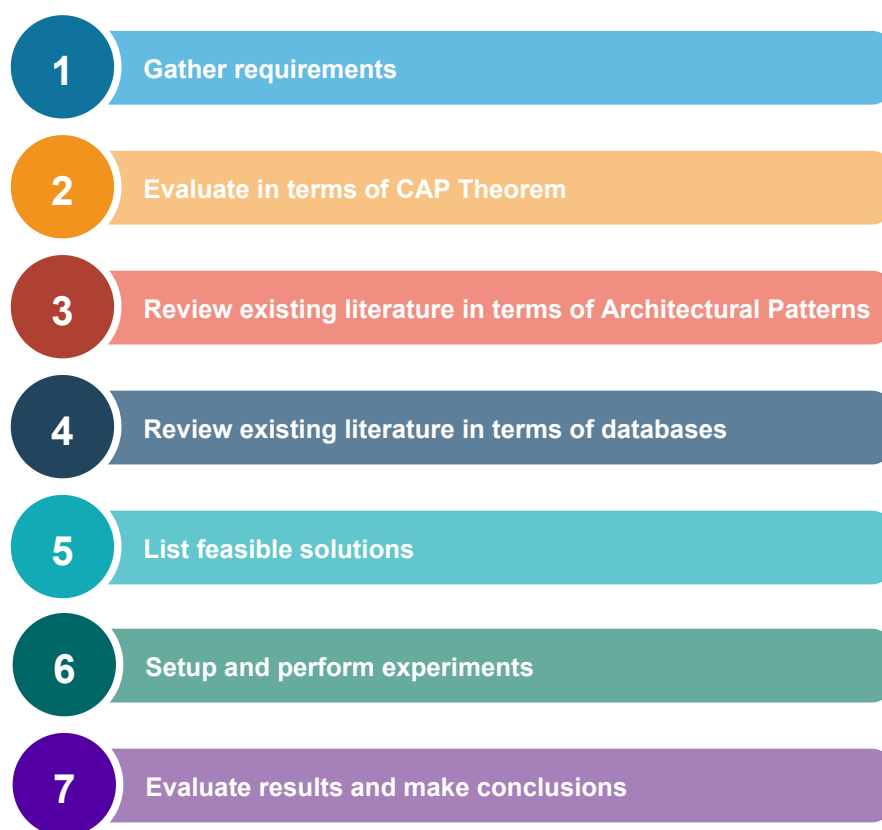 1 Gather requirements
2 Evaluate in terms of CAP Theorem
3 Review existing literature in terms of Architectural Patterns
4 Review existing literature in terms of databases
5 List feasible solutions
6 Setup and perform experiments
7 Evaluate results and make conclusions